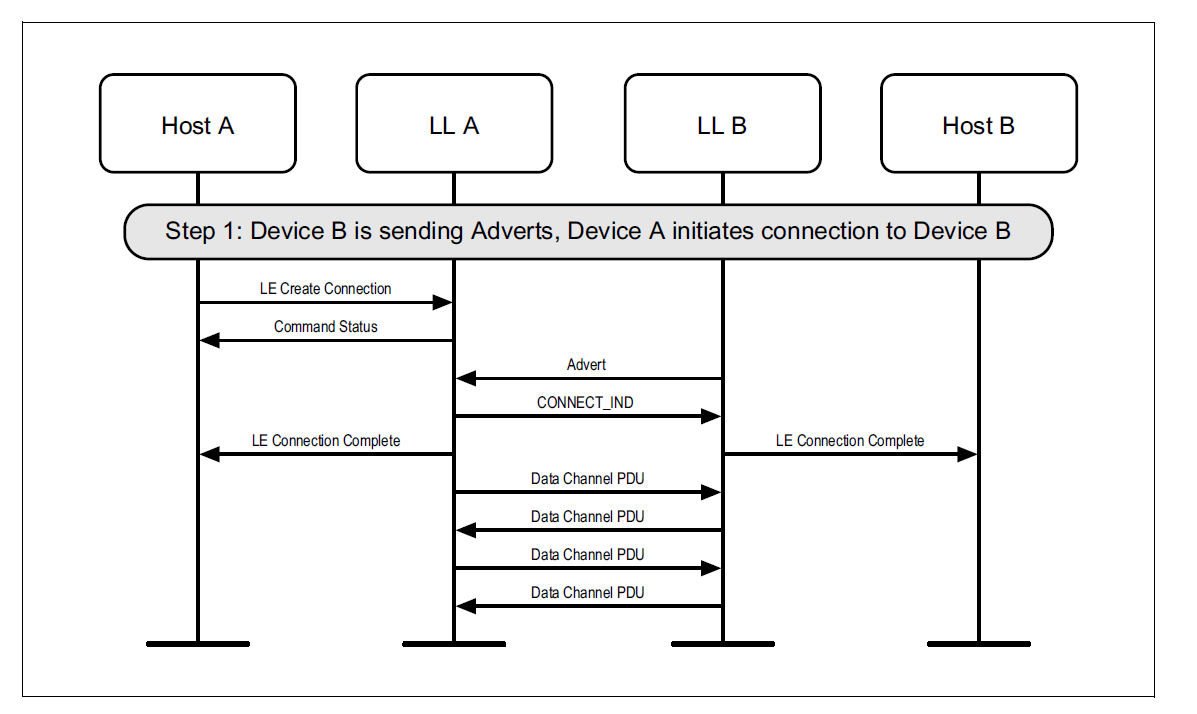 Host A
LL A
LL B
Host B
Step 1: Device B is sending Adverts, Device A initiates connection to Device B
LE Create Connection
Command Status
Advert
CONNECT_IND
LE Connection Complete
LE Connection Complete
Data Channel PDU
Data Channel PDU
Data Channel PDU
Data Channel PDU